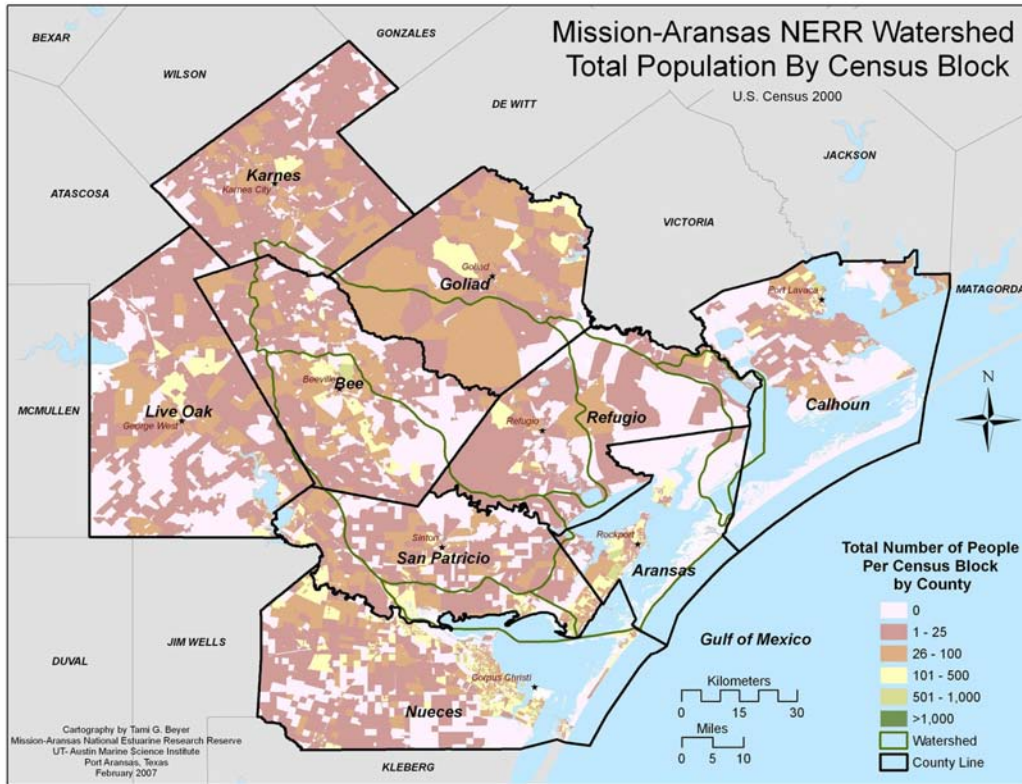 Mission-Aransas NERR Watershed
Total Population By Census Block
U.S. Census 2000
BEXAR
GONZALES
WILSON
DE WITT
JACKSON
ATASCOSA
Karnes
Karnes City
VICTORIA
Goliad
Goliad
Port Lavaca
MATAGORDA
Beeville
Bee
MCMULLEN
Live Oak
George West
Refugio
Refugio
Calhoun
N
Sinton
San Patricio
Rockport
Aransas
Total Number of People
Per Census Block
by County
0
1 - 25
26 - 100
101 - 500
501 - 1,000
>1,000
Watershed
County Line
JIM WELLS
DUVAL
Gulf of Mexico
Corpus Christi
Nueces
Kilometers
0 15 30
Miles
0 5 10
Cartography by Tami G. Beyer
Mission-Aransas National Estuarine Research Reserve
UT- Austin Marine Science Institute
Port Aransas, Texas
February 2007
KLEBERG